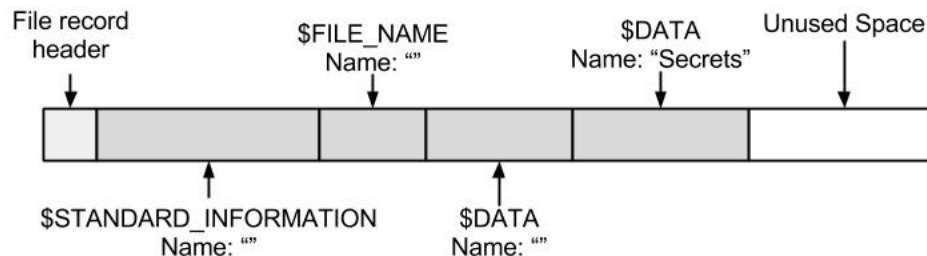 File record
header
$FILE_NAME
Name: “”
$DATA
Name: “Secrets”
Unused Space
$STANDARD_INFORMATION
Name: “”
$DATA
Name: “”